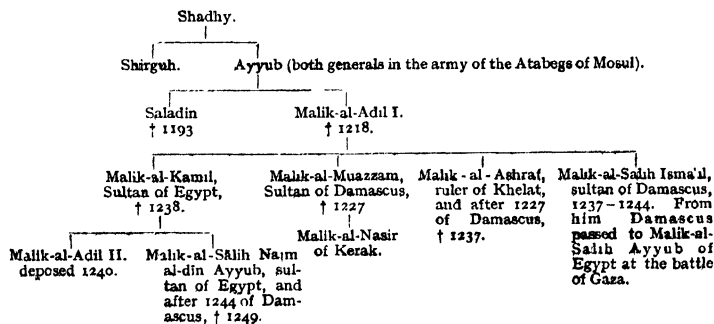 Shadhy.
Shirguh.
Ayyub (both generals in the army of the Atabegs of Mosul).
Saladin
† 1193
Malik-al-Adil I.
† 1218.
Malik-al-Kamil,
Sultan of Egypt,
† 1238.
Malik-al-Muazzam,
Sultan of Damascus,
† 1227
Malik - al - Ashraf,
ruler of Khelat,
and after 1227
of Damascus,
† 1237.
Malik-al-Salih Isma'il,
sultan of Damascus,
1237-1244. From
him Damascus
passed to Malik-al-
Salih Ayyub of
Egypt at the battle
of Gaza.
Malik-al-Adil II.
deposed 1240.
Malik-al-Sālih Najm
al-din Ayyub, sul-
tan of Egypt, and
after 1244 of Dam-
ascus, † 1249.
Malik-al-Nasir
of Kerak.